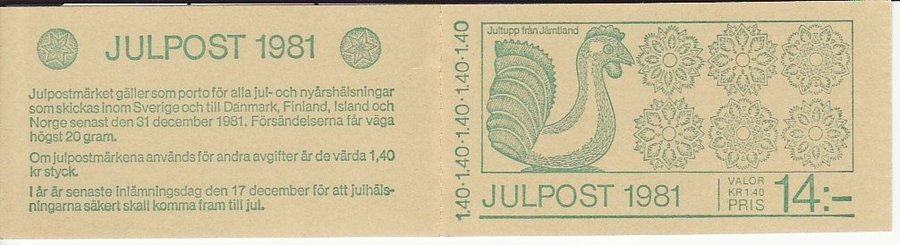 JULPOST 1981
Julpostmärket gäller som porto för alla jul- och nyårshälsningar
som skickas inom Sverige och till Danmark, Finland, Island och
Norge senast den 31 december 1981. Försändelserna får väga
högst 20 gram.
Om julpostmärkena används för andra avgifter är de värda 1,40
kr styck.
I år är senaste inlämningsdag den 17 december för att julhäls-
ningarna säkert skall komma fram till jul.
1.40·1.40·1.40·1.40·1.40
Jultupp från Jämtland
JULPOST 1981
VALÖR
KR 1:40
PRIS 14:-